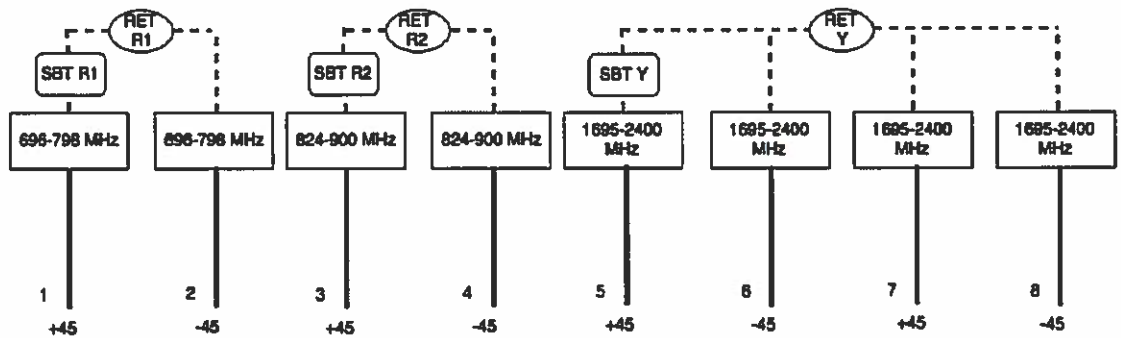 RET
R1
RET
R2
RET
Y
SBT R1
SBT R2
SBT Y
696-798 MHz
698-798 MHz
824-900 MHz
824-900 MHz
1695-2400
MHz
1695-2400
MHz
1695-2400
MHz
1695-2400
MHz
1
2
3
4
5
6
7
8
+45
-45
+45
-45
+45
-45
+45
-45